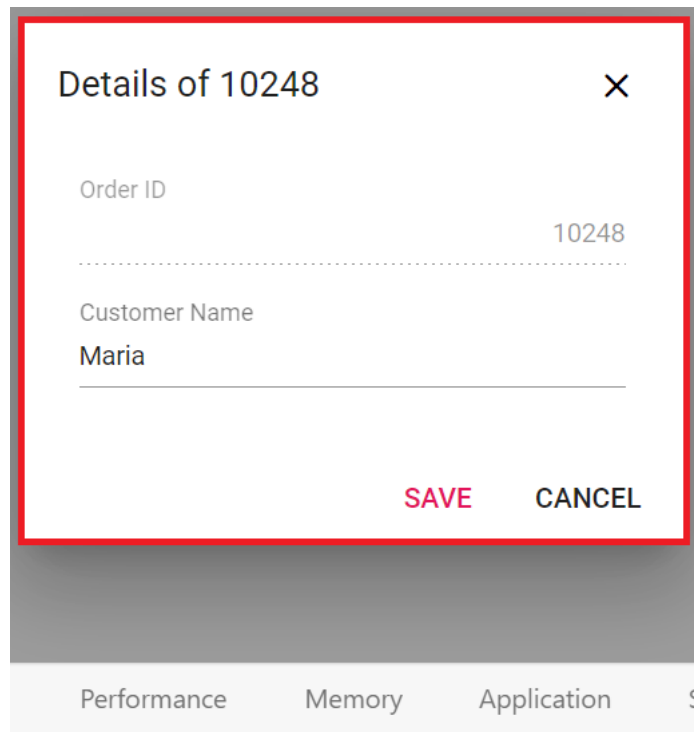 Details of 10248
Order ID
10248
Customer Name
Maria
SAVE CANCEL
Performance Memory Application